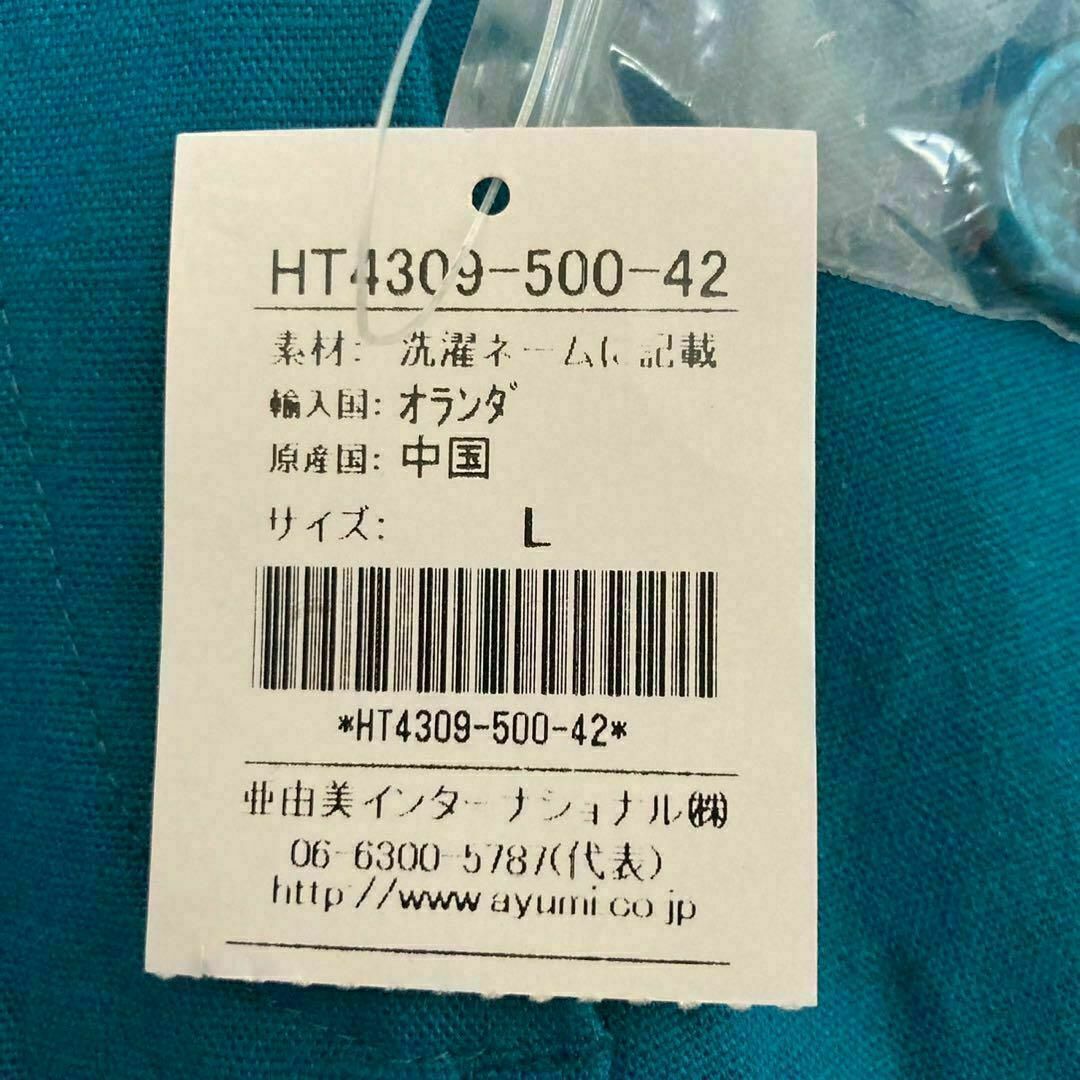 HT4309-500-42
素材: 洗濯ネームに記載
輸入国: オランダ
原産国: 中国
サイズ: L
*HT4309-500-42*
亜由美インターナショナル㈱
06-6300-5787(代表)
http://www.ayumi.co.jp